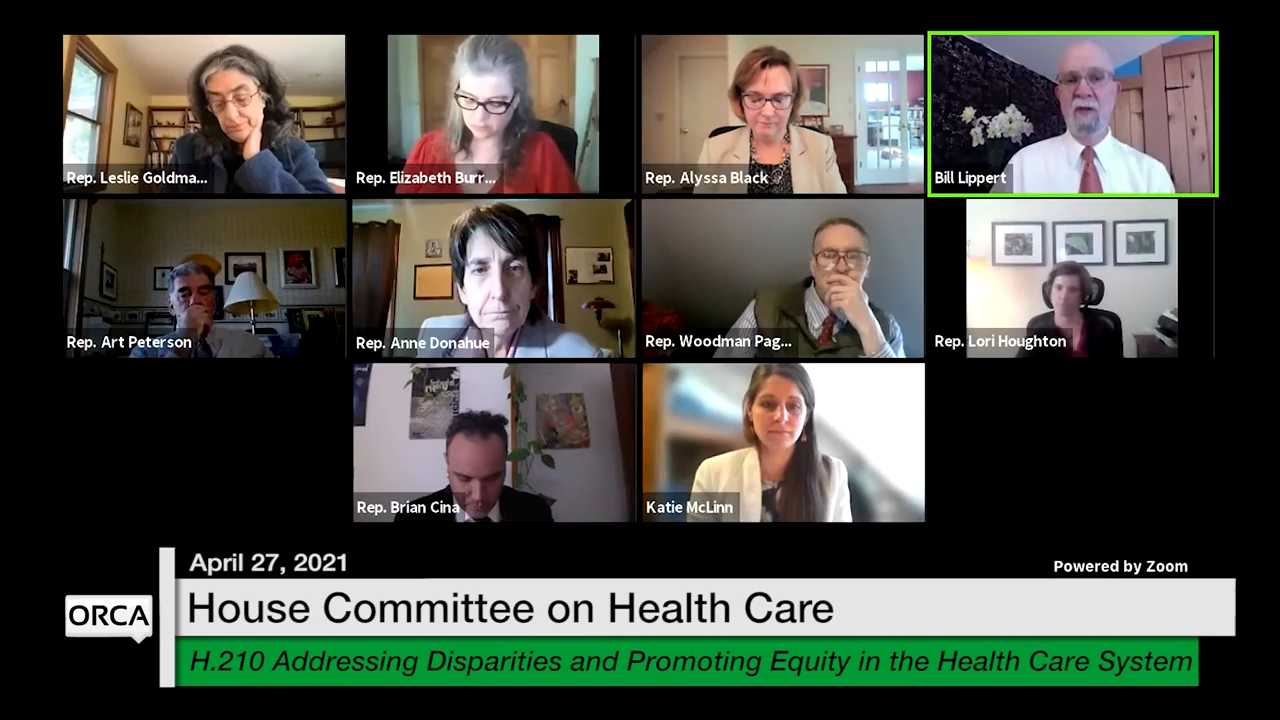 Rep. Leslie Goldma...
Rep. Elizabeth Burr...
Rep. Alyssa Black
Bill Lippert
Rep. Art Peterson
Rep. Anne Donahue
Rep. Woodman Pag...
Rep. Lori Houghton
Rep. Brian Cina
Katie McLinn
April 27, 2021
Powered by Zoom
ORCA
House Committee on Health Care
H.210 Addressing Disparities and Promoting Equity in the Health Care System